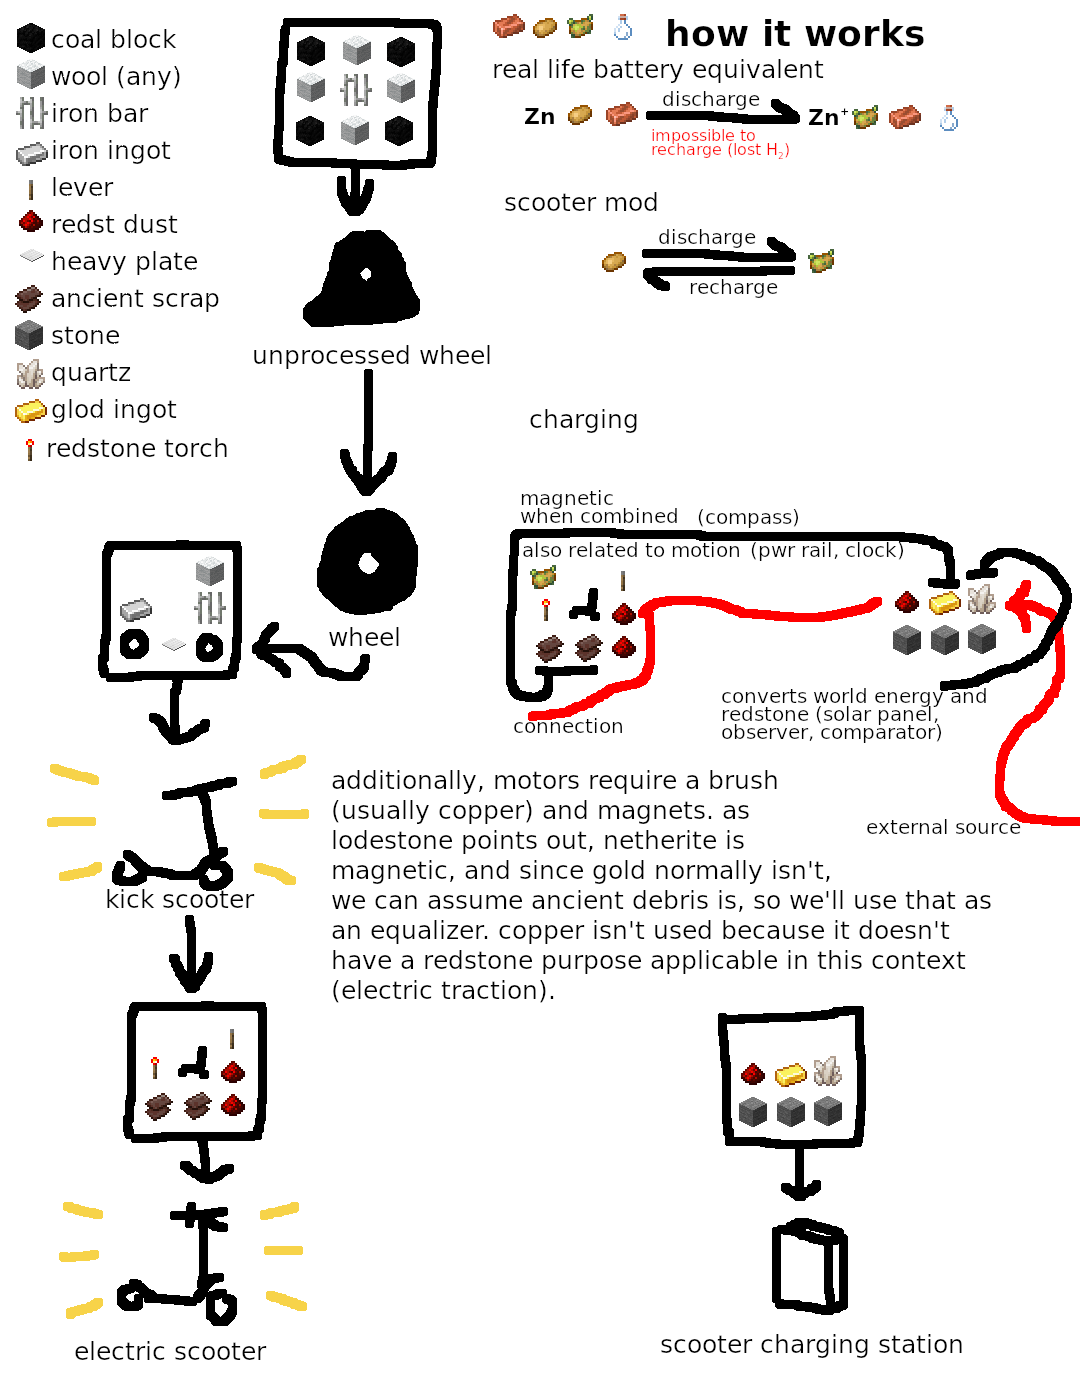 coal block
wool (any)
iron bar
iron ingot
lever
redst dust
heavy plate
ancient scrap
stone
quartz
glod ingot
redstone torch
unprocessed wheel
wheel
kick scooter
electric scooter
how it works
real life battery equivalent
Zn
discharge
impossible to
recharge (lost H₂)
Zn⁺
scooter mod
discharge
recharge
charging
magnetic
when combined (compass)
also related to motion (pwr rail, clock)
connection
converts world energy and
redstone (solar panel,
observer, comparator)
external source
additionally, motors require a brush
(usually copper) and magnets. as
lodestone points out, netherite is
magnetic, and since gold normally isn't,
we can assume ancient debris is, so we'll use that as
an equalizer. copper isn't used because it doesn't
have a redstone purpose applicable in this context
(electric traction).
scooter charging station